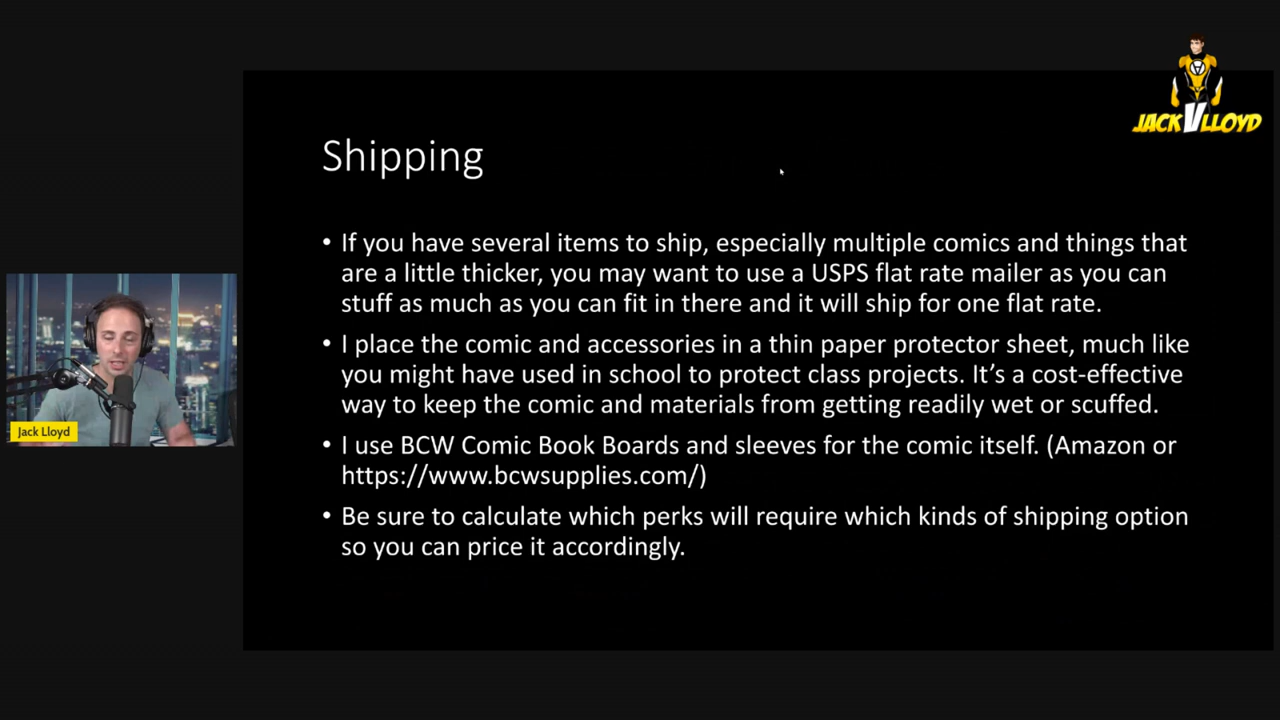 JACK V LLOYD
Shipping
• If you have several items to ship, especially multiple comics and things that
are a little thicker, you may want to use a USPS flat rate mailer as you can
stuff as much as you can fit in there and it will ship for one flat rate.
• I place the comic and accessories in a thin paper protector sheet, much like
you might have used in school to protect class projects. It’s a cost-effective
way to keep the comic and materials from getting readily wet or scuffed.
• I use BCW Comic Book Boards and sleeves for the comic itself. (Amazon or
https://www.bcwsupplies.com/)
• Be sure to calculate which perks will require which kinds of shipping option
so you can price it accordingly.
Jack Lloyd